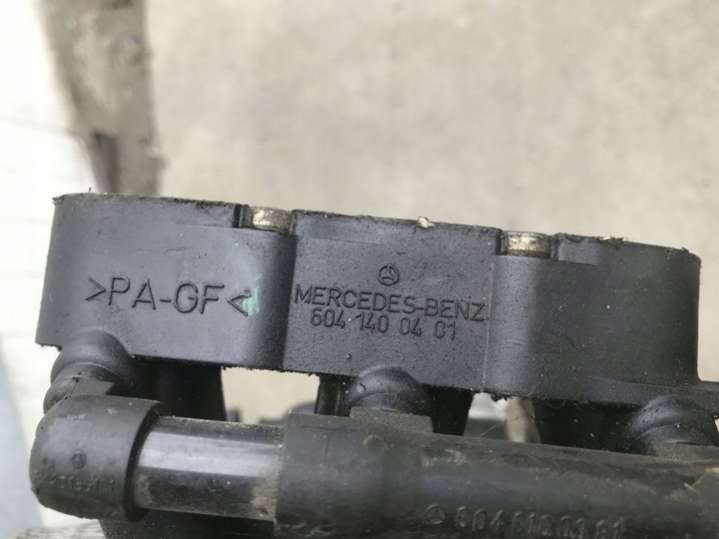 >PA-GF<
MERCEDES-BENZ
604 140 04 01